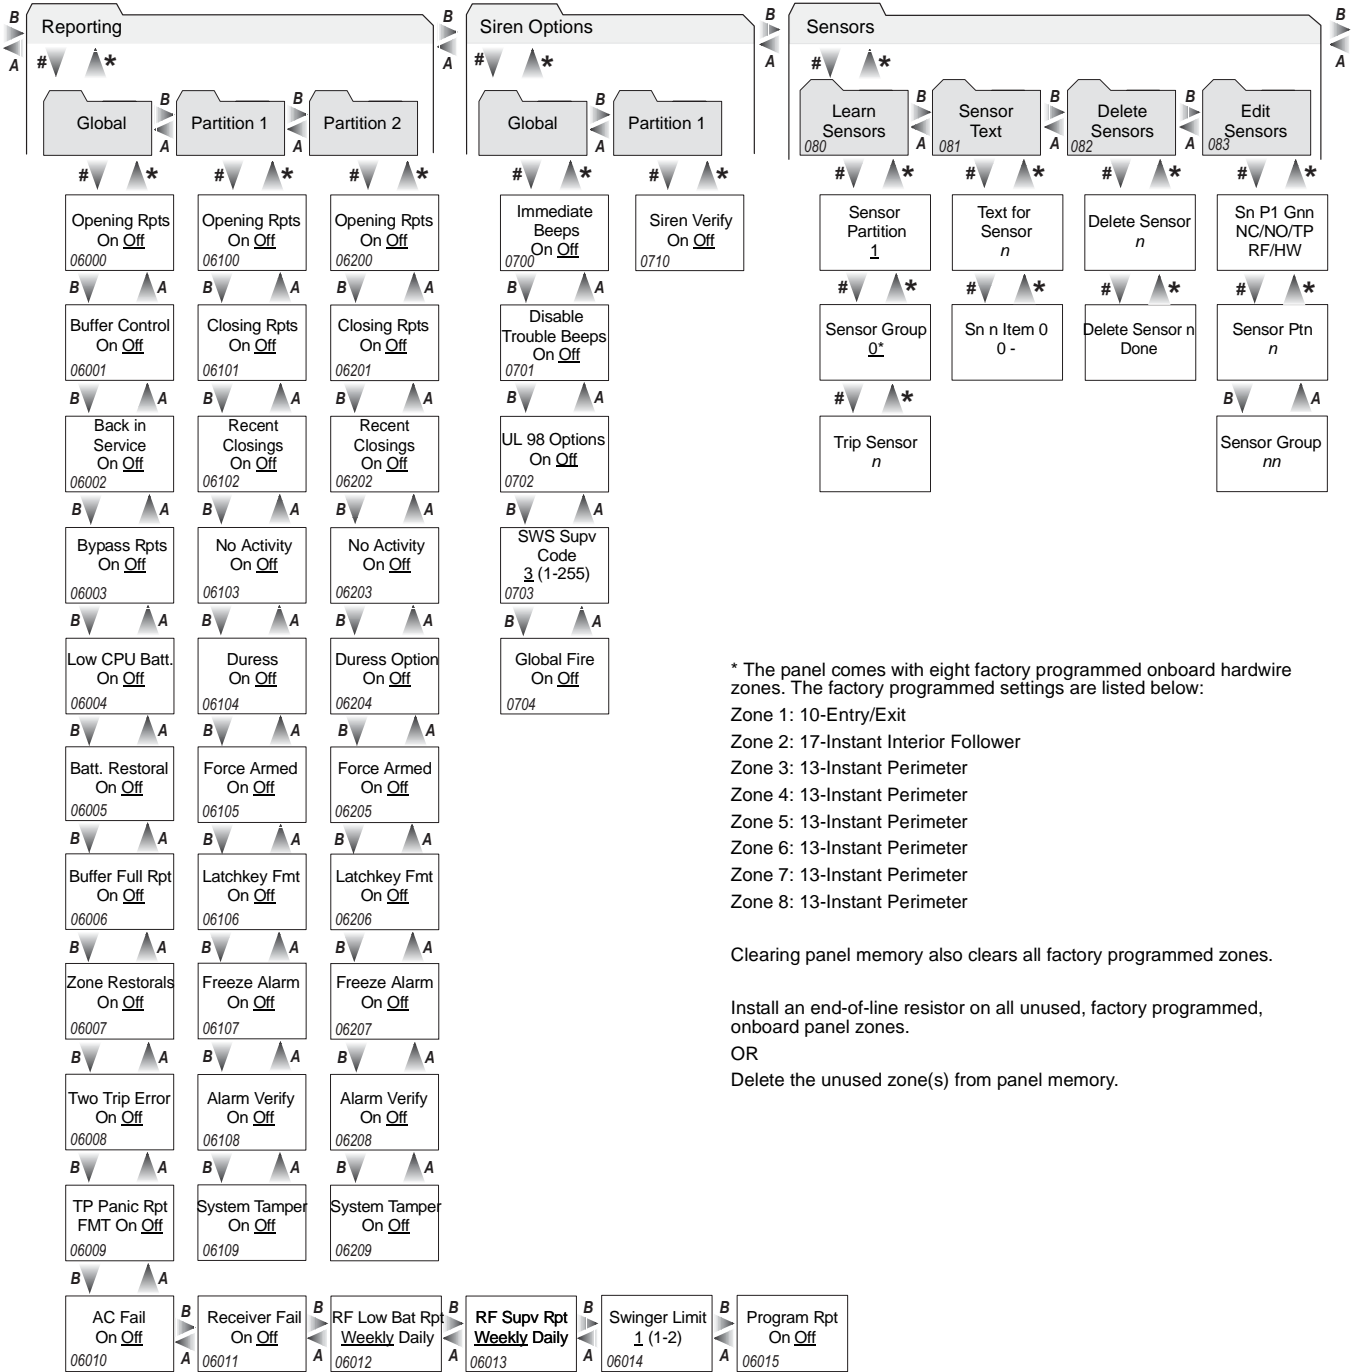 Reporting
Siren Options
Sensors
B
A
B
A
B
A
B
A
# *
# *
# *
Global
B
A
Partition 1
B
A
Partition 2
Global
B
A
Partition 1
Learn
Sensors
080
B
A
Sensor
Text
081
B
A
Delete
Sensors
082
B
A
Edit
Sensors
083
# *
# *
# *
# *
# *
# *
# *
# *
# *
Opening Rpts
On Off
06000
Opening Rpts
On Off
06100
Opening Rpts
On Off
06200
Immediate
Beeps
On Off
0700
Siren Verify
On Off
0710
Sensor
Partition
1
Text for
Sensor
n
Delete Sensor
n
Sn P1 Gnn
NC/NO/TP
RF/HW
B A
B A
B A
B A
# *
# *
# *
# *
Buffer Control
On Off
06001
Closing Rpts
On Off
06101
Closing Rpts
On Off
06201
Disable
Trouble Beeps
On Off
0701
Sensor Group
0*
Sn n Item 0
0 -
Delete Sensor n
Done
Sensor Ptn
n
B A
B A
B A
B A
# *
B A
Back in
Service
On Off
06002
Recent
Closings
On Off
06102
Recent
Closings
On Off
06202
UL 98 Options
On Off
0702
Trip Sensor
n
Sensor Group
nn
B A
B A
B A
B A
Bypass Rpts
On Off
06003
No Activity
On Off
06103
No Activity
On Off
06203
SWS Supv
Code
3 (1-255)
0703
B A
B A
B A
B A
Low CPU Batt.
On Off
06004
Duress
On Off
06104
Duress Option
On Off
06204
Global Fire
On Off
0704
B A
B A
B A
Batt. Restoral
On Off
06005
Force Armed
On Off
06105
Force Armed
On Off
06205
B A
B A
B A
Buffer Full Rpt
On Off
06006
Latchkey Fmt
On Off
06106
Latchkey Fmt
On Off
06206
B A
B A
B A
Zone Restorals
On Off
06007
Freeze Alarm
On Off
06107
Freeze Alarm
On Off
06207
B A
B A
B A
Two Trip Error
On Off
06008
Alarm Verify
On Off
06108
Alarm Verify
On Off
06208
B A
B A
B A
TP Panic Rpt
FMT On Off
06009
System Tamper
On Off
06109
System Tamper
On Off
06209
B A
AC Fail
On Off
06010
B
A
Receiver Fail
On Off
06011
B
A
RF Low Bat Rpt
Weekly Daily
06012
B
A
RF Supv Rpt
Weekly Daily
06013
B
A
Swinger Limit
1 (1-2)
06014
B
A
Program Rpt
On Off
06015
* The panel comes with eight factory programmed onboard hardwire
zones. The factory programmed settings are listed below:
Zone 1: 10-Entry/Exit
Zone 2: 17-Instant Interior Follower
Zone 3: 13-Instant Perimeter
Zone 4: 13-Instant Perimeter
Zone 5: 13-Instant Perimeter
Zone 6: 13-Instant Perimeter
Zone 7: 13-Instant Perimeter
Zone 8: 13-Instant Perimeter
Clearing panel memory also clears all factory programmed zones.
Install an end-of-line resistor on all unused, factory programmed,
onboard panel zones.
OR
Delete the unused zone(s) from panel memory.